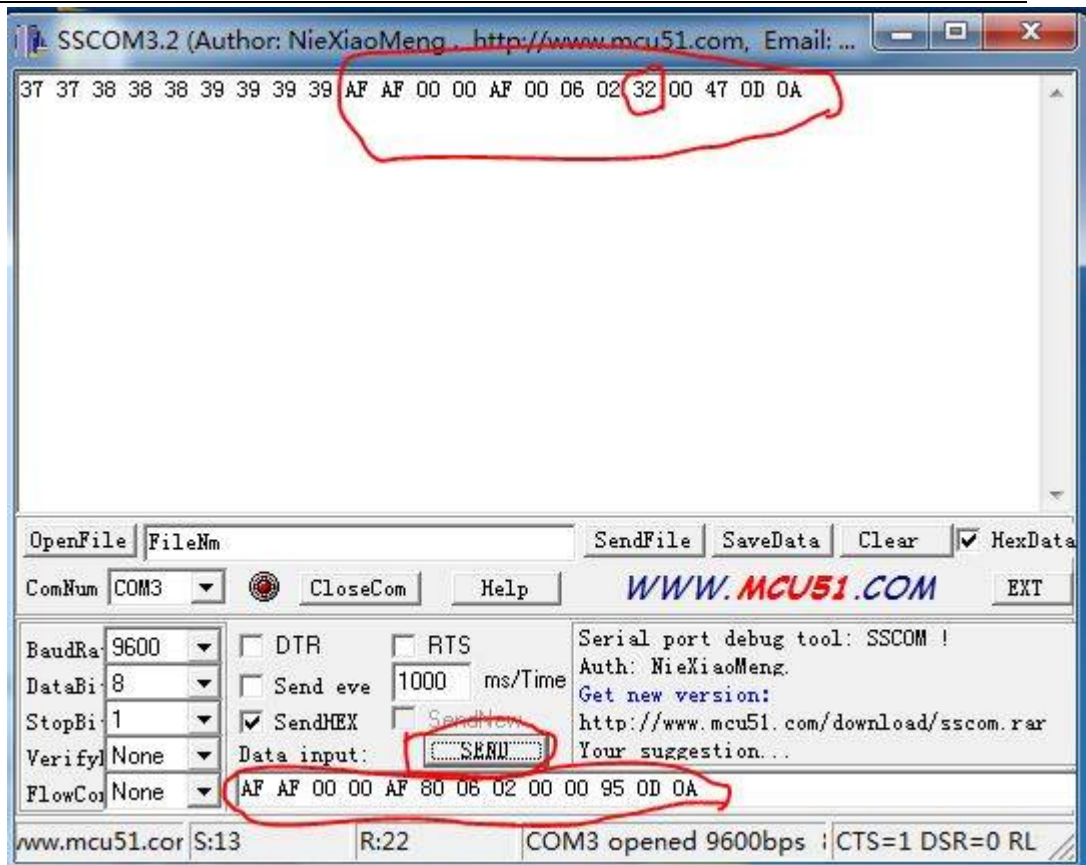 SSCOM3.2 (Author: NieXiaoMeng , http://www.mcu51.com, Email: ...
37 37 38 38 38 39 39 39 39 AF AF 00 00 AF 00 06 02 32 00 47 0D 0A
OpenFile FileNm SendFile SaveData Clear HexData
ComNum COM3 CloseCom Help WWW.MCU51.COM EXT
BaudRa 9600 DTR RTS
DataBi 8 Send eve 1000 ms/Time
StopBi 1 SendHEX SendNew
Verify None Data input: SEND
FlowCo None AF AF 00 00 AF 80 06 02 00 00 95 0D 0A
Serial port debug tool: SSCOM !
Auth: NieXiaoMeng.
Get new version:
http://www.mcu51.com/download/sscom.rar
Your suggestion...
www.mcu51.cor S:13 R:22 COM3 opened 9600bps CTS=1 DSR=0 RL